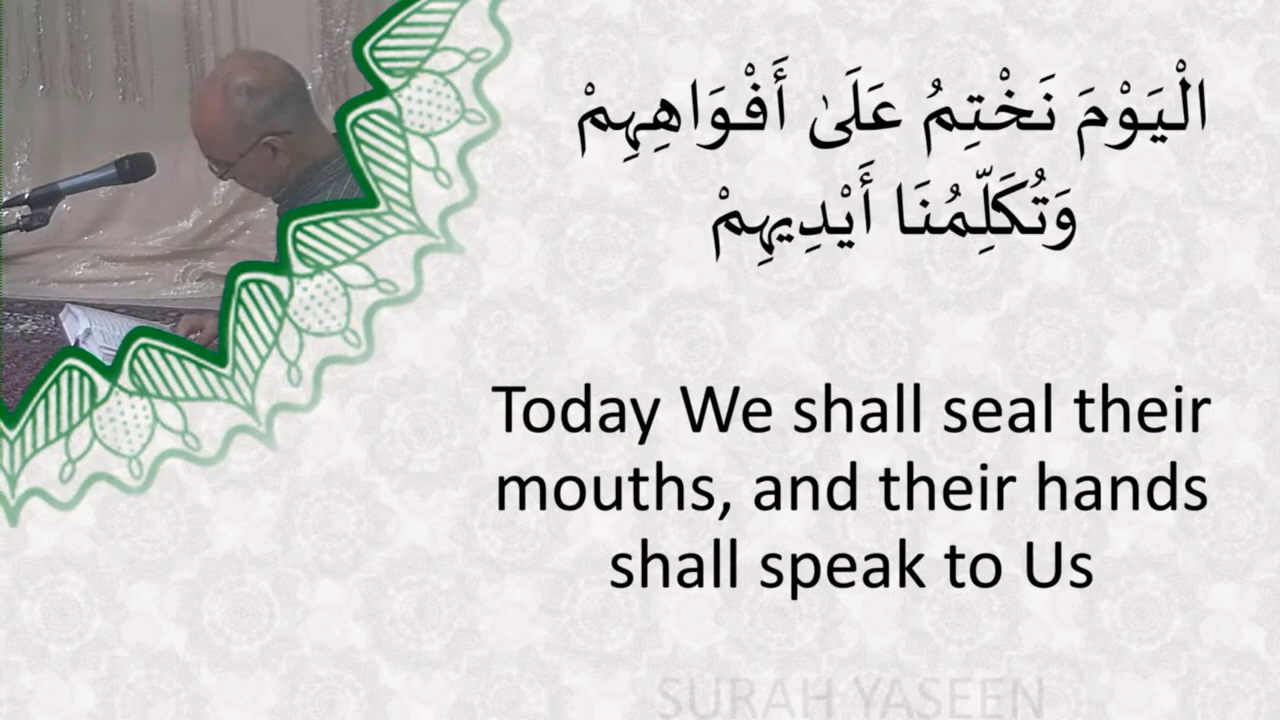 الْيَوْمَ نَخْتِمُ عَلَىٰ أَفْوَاهِهِمْ
وَتُكَلِّمُنَا أَيْدِيهِمْ
Today We shall seal their
mouths, and their hands
shall speak to Us
SURAH YASEEN